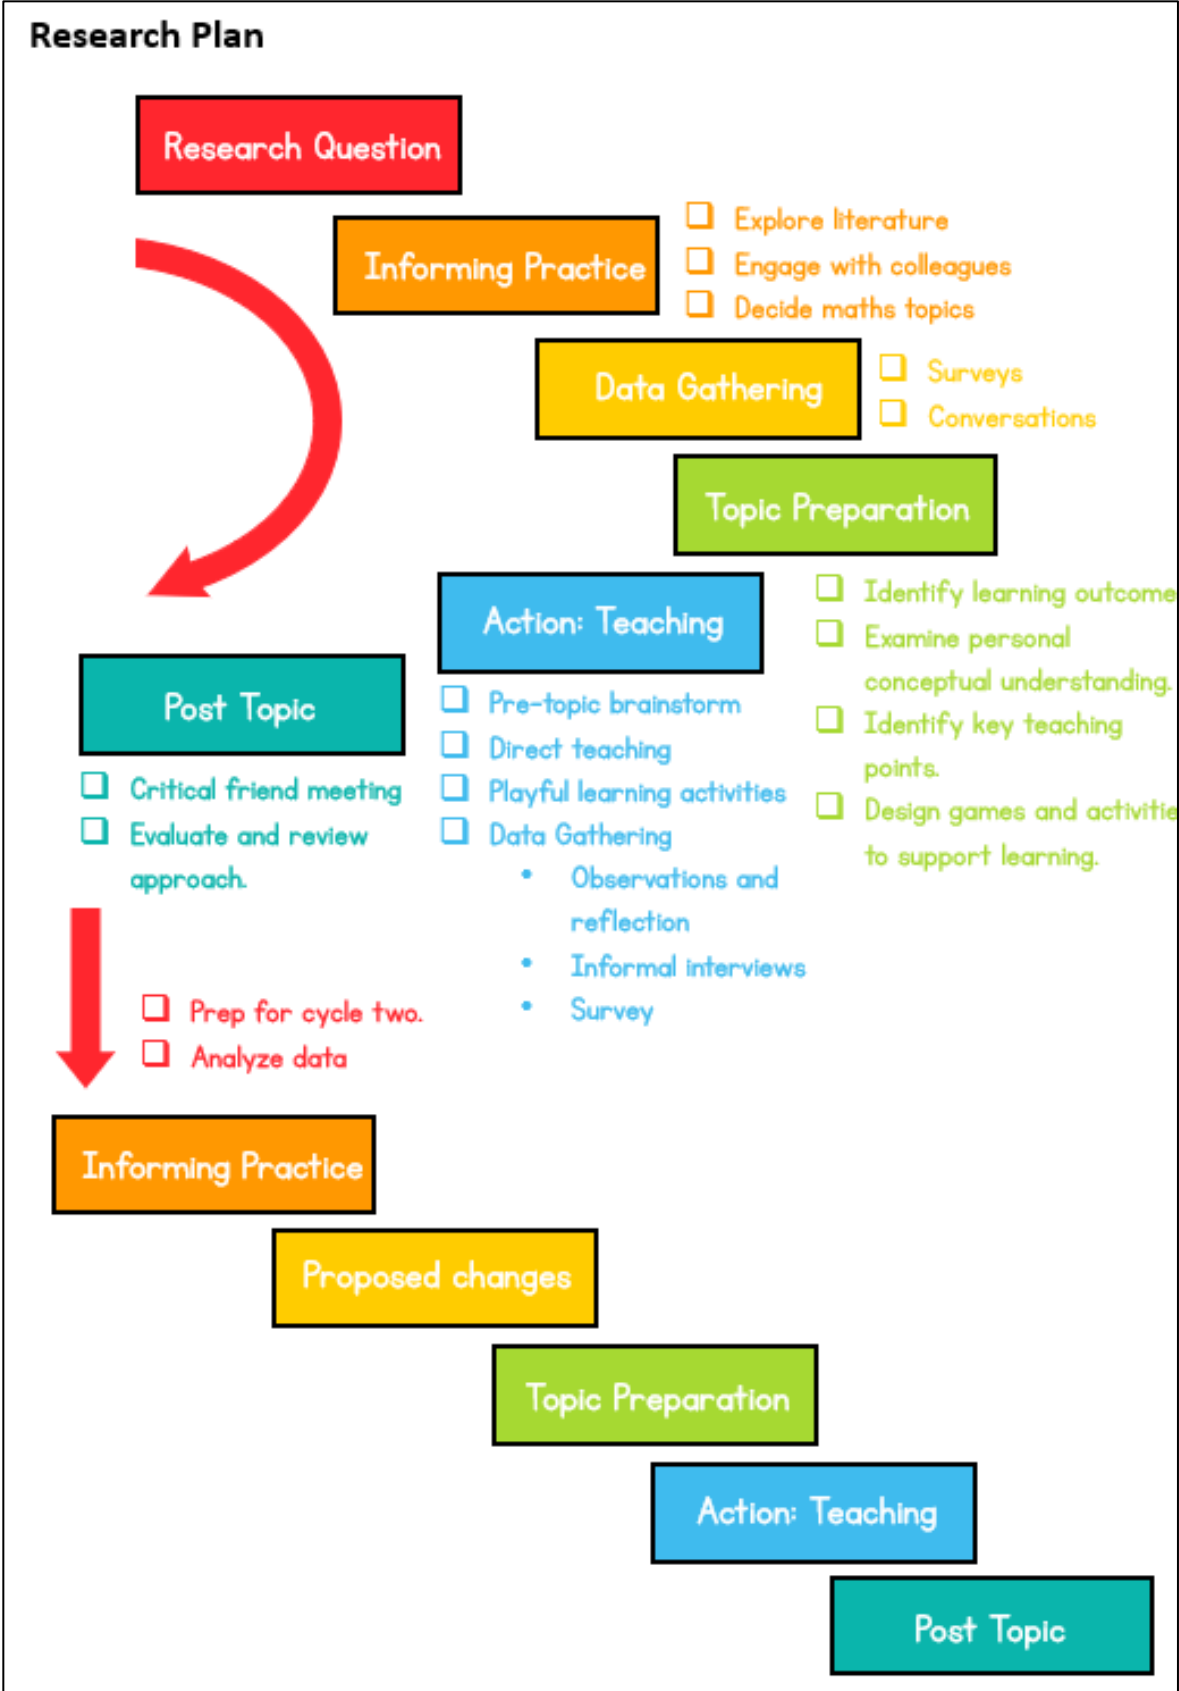 Research Plan
Research Question
Informing Practice
❑ Explore literature
❑ Engage with colleagues
❑ Decide maths topics
Data Gathering
❑ Surveys
❑ Conversations
Topic Preparation
❑ Identify learning outcome
❑ Examine personal
conceptual understanding.
❑ Identify key teaching
points.
❑ Design games and activitie
to support learning.
Action: Teaching
❑ Pre-topic brainstorm
❑ Direct teaching
❑ Playful learning activities
❑ Data Gathering
• Observations and
reflection
• Informal interviews
• Survey
Post Topic
❑ Critical friend meeting
❑ Evaluate and review
approach.
❑ Prep for cycle two.
❑ Analyze data
Informing Practice
Proposed changes
Topic Preparation
Action: Teaching
Post Topic